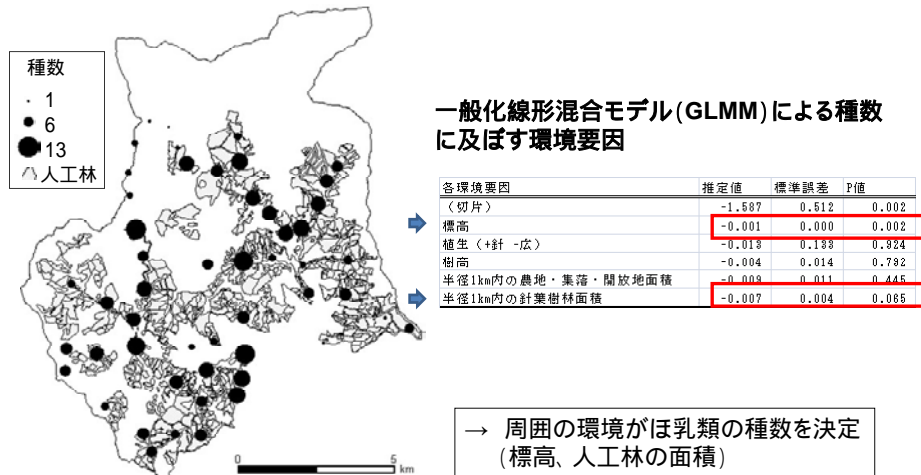 種数
1
6
13
人工林
一般化線形混合モデル(GLMM)による種数
に及ぼす環境要因
各環境要因 推定値 標準誤差 P値
(切片) -1.587 0.512 0.002
標高 -0.001 0.000 0.002
植生(+針 -広) -0.013 0.133 0.924
樹高 -0.004 0.014 0.792
半径1km内の農地・集落・開放地面積 -0.009 0.011 0.445
半径1km内の針葉樹林面積 -0.007 0.004 0.065
→ 周囲の環境がほ乳類の種数を決定
(標高、人工林の面積)
0 5
km